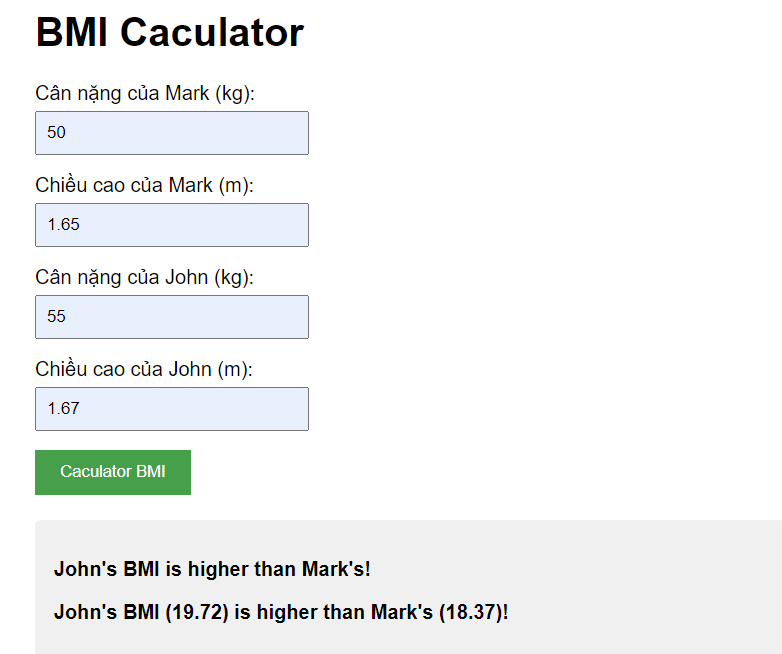 BMI Caculator
Cân nặng của Mark (kg):
50
Chiều cao của Mark (m):
1.65
Cân nặng của John (kg):
55
Chiều cao của John (m):
1.67
Caculator BMI
John's BMI is higher than Mark's!
John's BMI (19.72) is higher than Mark's (18.37)!